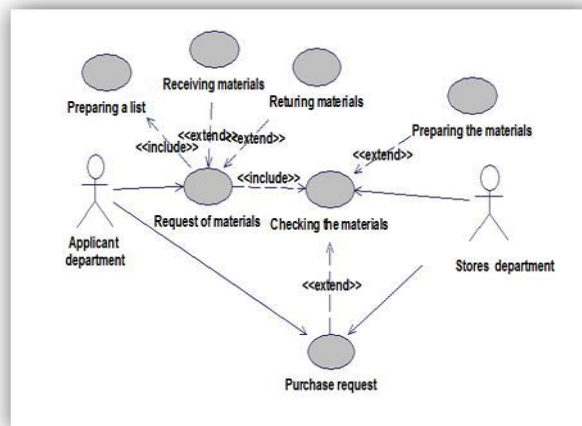 Receiving materials
Preparing a list
Returing materials
Preparing the materials
<<extend>>
<<extend>>
<<include>>
<<extend>>
<<include>>
Request of materials
Checking the materials
Applicant
department
Stores department
<<extend>>
Purchase request